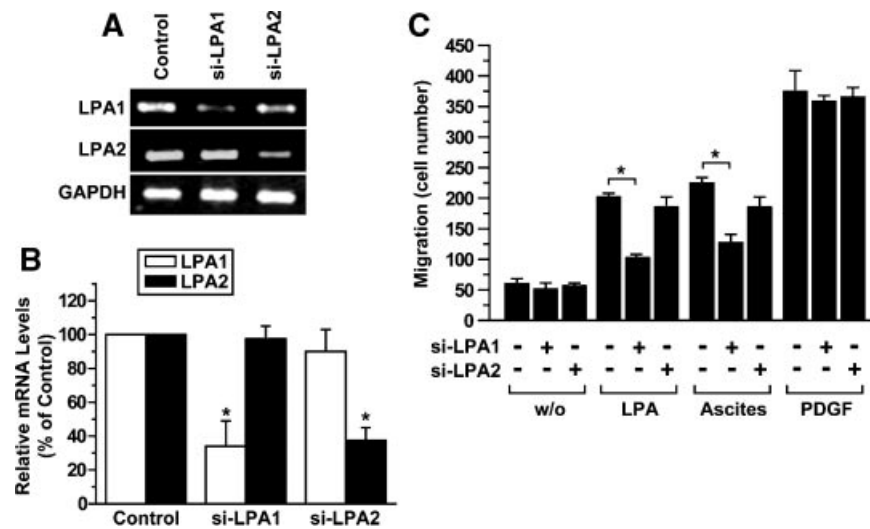 A
Control
si-LPA1
si-LPA2
LPA1
LPA2
GAPDH
B
LPA1
LPA2
Relative mRNA Levels
(% of Control)
120
100
80
60
40
20
0
*
*
Control si-LPA1 si-LPA2
C
Migration (cell number)
450
400
350
300
250
200
150
100
50
0
*
*
si-LPA1 - + - - + - - + - - + -
si-LPA2 - - + - - + - - + - - +
w/o LPA Ascites PDGF